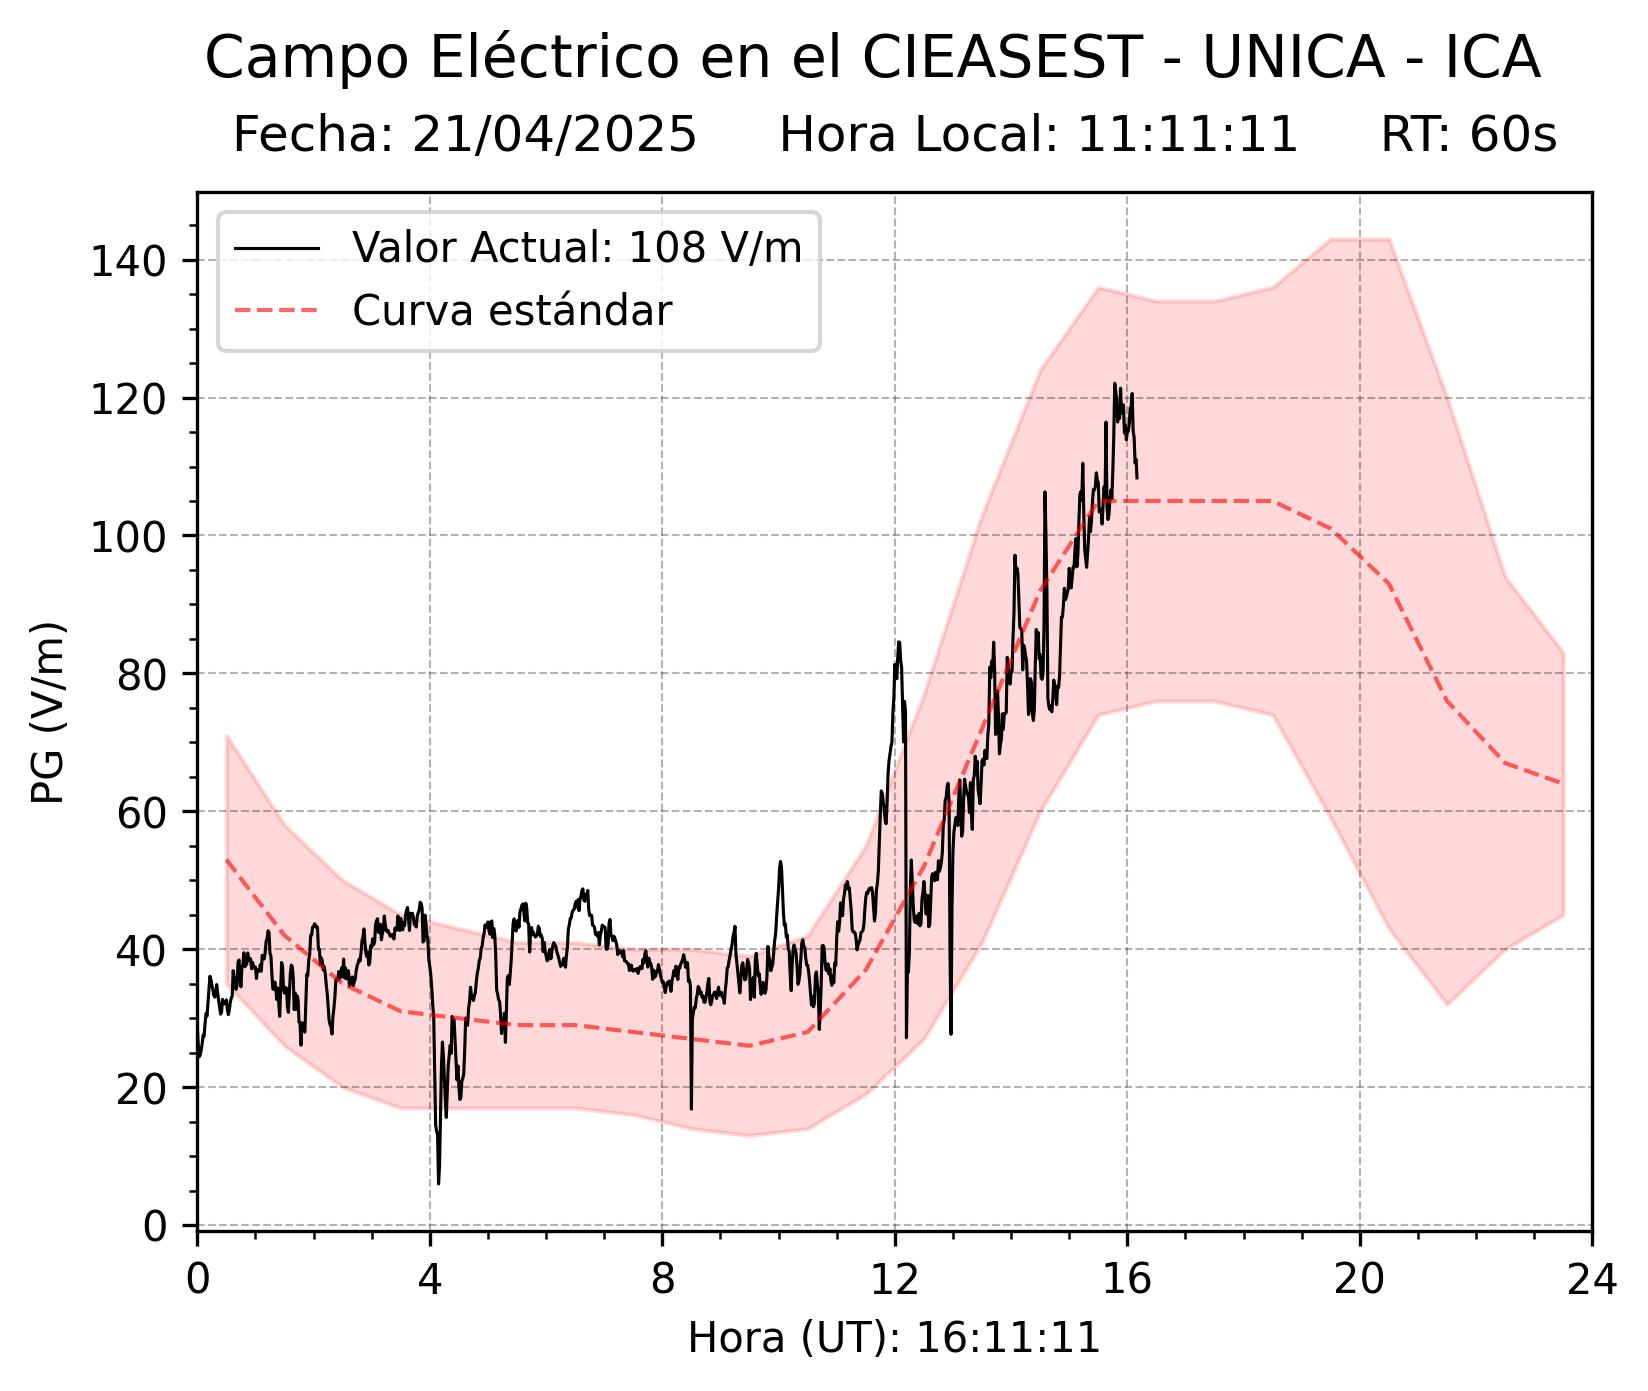 Campo Eléctrico en el CIEASEST - UNICA - ICA
Fecha: 21/04/2025 Hora Local: 11:11:11 RT: 60s
Valor Actual: 108 V/m
Curva estándar
140
120
100
80
60
40
20
0
PG (V/m)
0 4 8 12 16 20 24
Hora (UT): 16:11:11